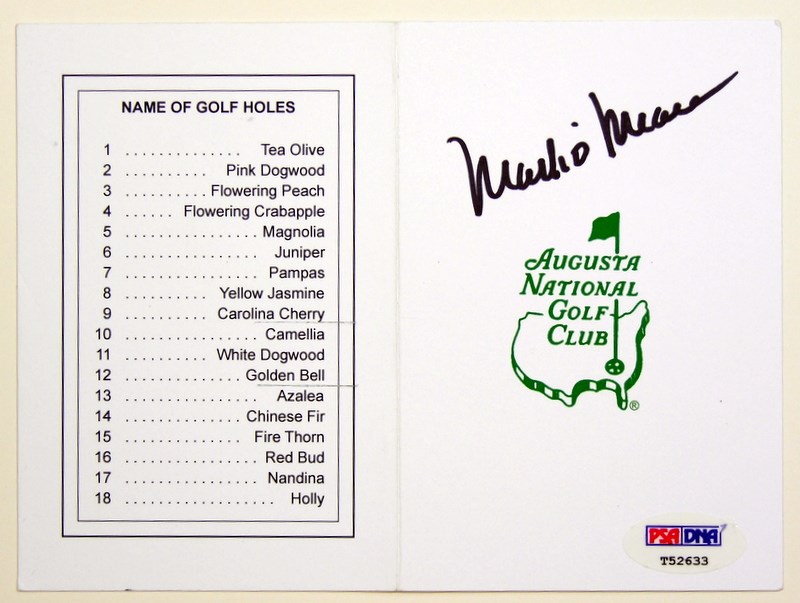 NAME OF GOLF HOLES
1 . . . . . . . . . . . . . . Tea Olive
2 . . . . . . . . . . Pink Dogwood
3 . . . . . . . . . Flowering Peach
4 . . . . . . Flowering Crabapple
5 . . . . . . . . . . . . . . . . Magnolia
6 . . . . . . . . . . . . . . . . Juniper
7 . . . . . . . . . . . . . . . . Pampas
8 . . . . . . . . . . Yellow Jasmine
9 . . . . . . . . . . Carolina Cherry
10 . . . . . . . . . . . . . . . . Camellia
11 . . . . . . . . . . White Dogwood
12 . . . . . . . . . . . . . . Golden Bell
13 . . . . . . . . . . . . . . . . Azalea
14 . . . . . . . . . . . . . . Chinese Fir
15 . . . . . . . . . . . . . . Fire Thorn
16 . . . . . . . . . . . . . . . . Red Bud
17 . . . . . . . . . . . . . . . . Nandina
18 . . . . . . . . . . . . . . . . . . Holly
AUGUSTA
NATIONAL
GOLF
CLUB
®
PSA DNA
T52633